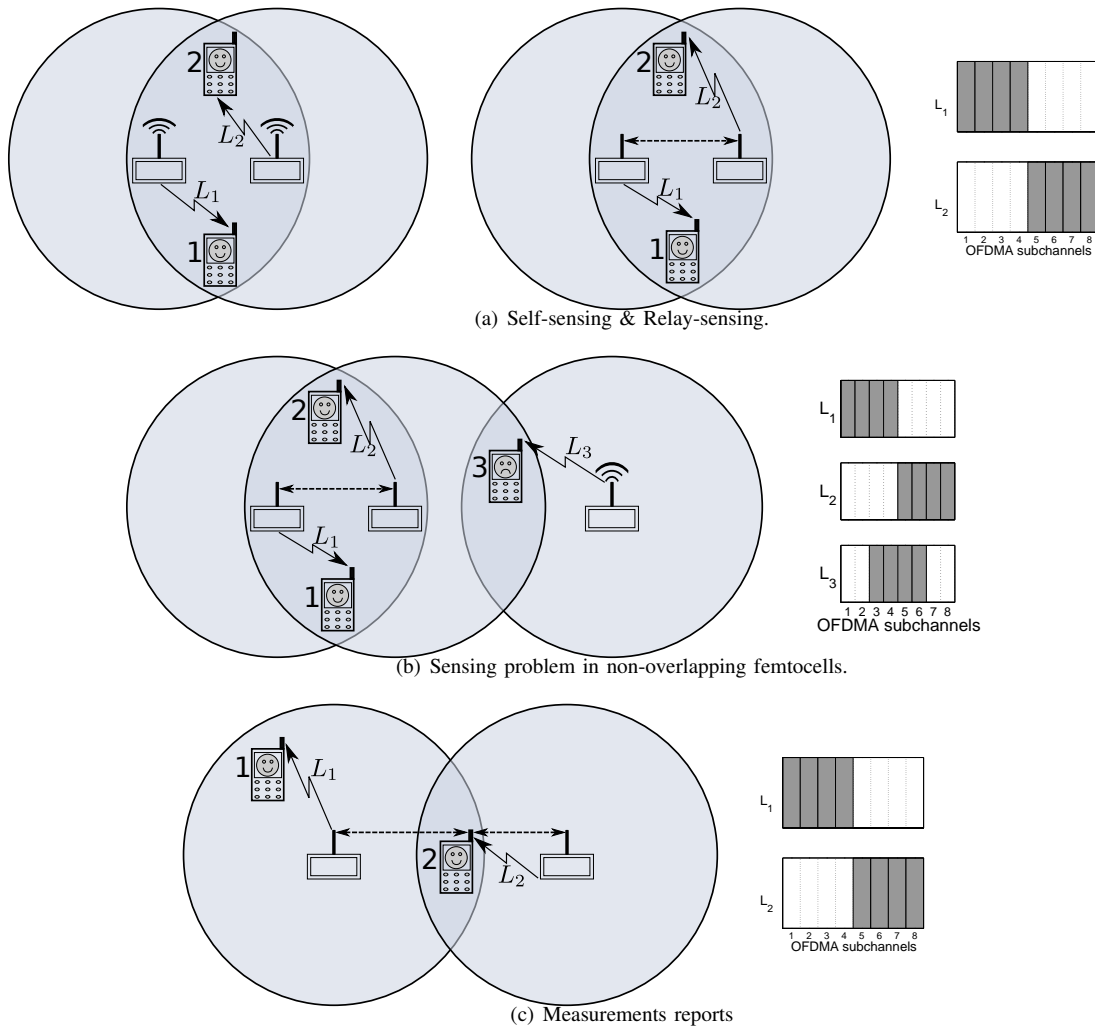 2
L2
L1
1
2
L2
L1
1
L1
L2
1 2 3 4 5 6 7 8
OFDMA subchannels
(a) Self-sensing & Relay-sensing.
2
L2
3
L3
L1
1
L1
L2
L3
1 2 3 4 5 6 7 8
OFDMA subchannels
(b) Sensing problem in non-overlapping femtocells.
1
L1
2
L2
L1
L2
1 2 3 4 5 6 7 8
OFDMA subchannels
(c) Measurements reports